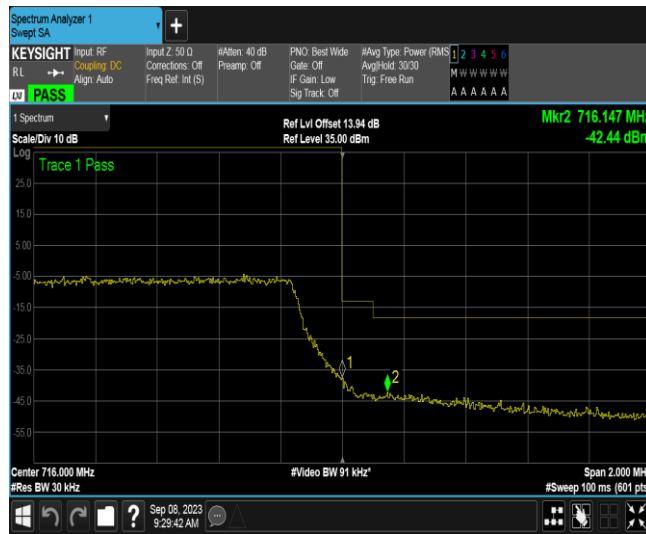 Spectrum Analyzer 1
Swept SA
+
KEYSIGHT
RL
LXI PASS
Input: RF
Coupling: DC
Align: Auto
Input Z: 50 Ω
Corrections: Off
Freq Ref: Int (S)
#Atten: 40 dB
Preamp: Off
PNO: Best Wide
Gate: Off
IF Gain: Low
Sig Track: Off
#Avg Type: Power (RMS
Avg|Hold: 30/30
Trig: Free Run
1 2 3 4 5 6
M W W W W W
A A A A A A
1 Spectrum
Scale/Div 10 dB
Ref Lvl Offset 13.94 dB
Ref Level 35.00 dBm
Mkr2 716.147 MHz
-42.44 dBm
Log
Trace 1 Pass
25.0
15.0
5.00
-5.00
-15.0
-25.0
-35.0
-45.0
-55.0
1
2
Center 716.000 MHz
#Res BW 30 kHz
#Video BW 91 kHz*
Span 2.000 MH
#Sweep 100 ms (601 pts
?
Sep 08, 2023
9:29:42 AM